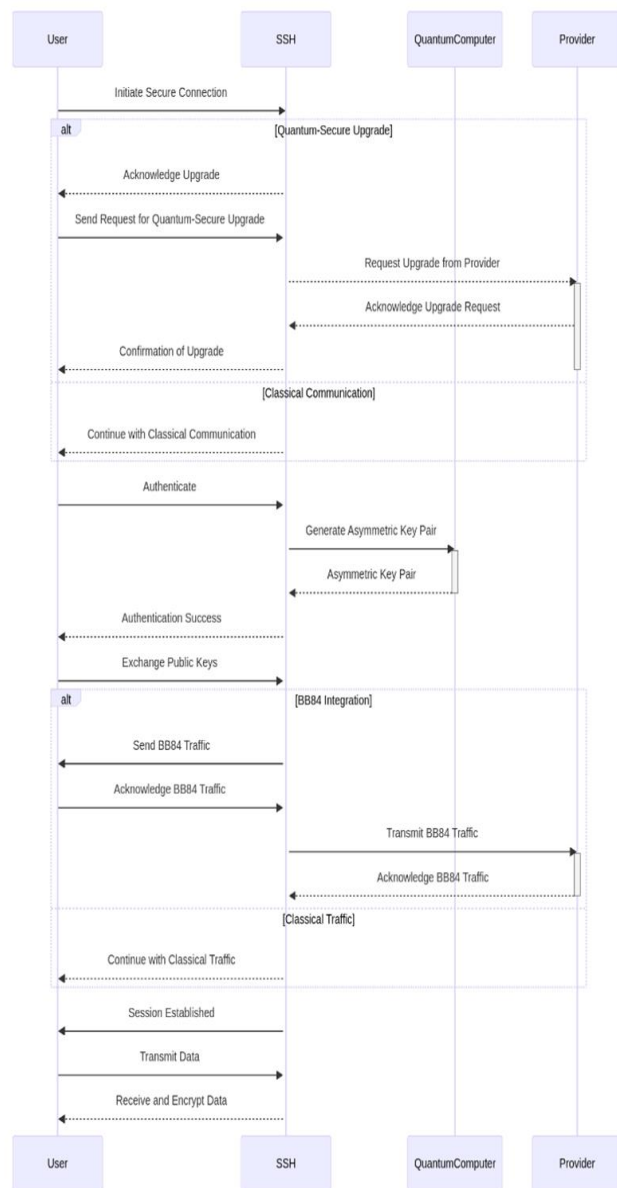 User SSH QuantumComputer Provider
Initiate Secure Connection
alt [Quantum-Secure Upgrade]
Acknowledge Upgrade
Send Request for Quantum-Secure Upgrade
Request Upgrade from Provider
Acknowledge Upgrade Request
Confirmation of Upgrade
[Classical Communication]
Continue with Classical Communication
Authenticate
Generate Asymmetric Key Pair
Asymmetric Key Pair
Authentication Success
Exchange Public Keys
alt [BB84 Integration]
Send BB84 Traffic
Acknowledge BB84 Traffic
Transmit BB84 Traffic
Acknowledge BB84 Traffic
[Classical Traffic]
Continue with Classical Traffic
Session Established
Transmit Data
Receive and Encrypt Data
User SSH QuantumComputer Provider